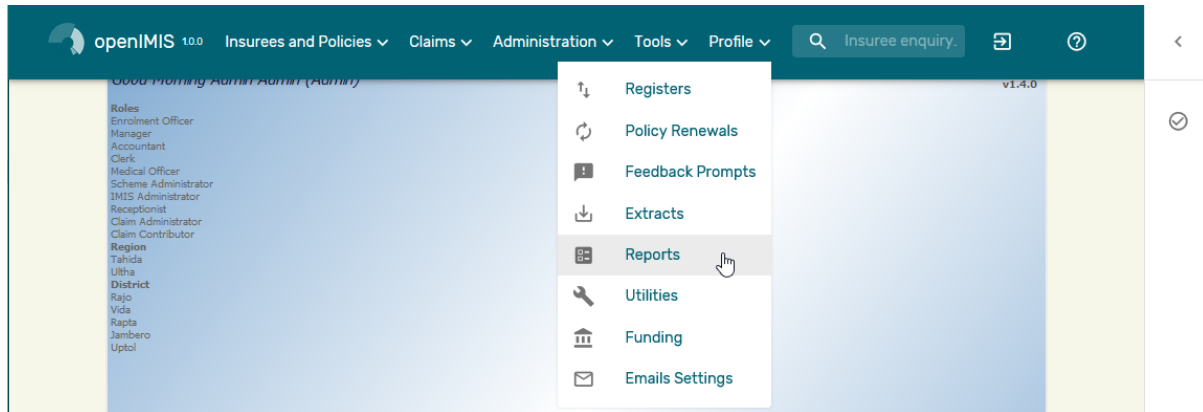 openIMIS 1.0.0 Insurees and Policies Claims Administration Tools Profile Insuree enquiry.
Good Morning Admin Admin (Admin)
v1.4.0
Roles
Enrolment Officer
Manager
Accountant
Clerk
Medical Officer
Scheme Administrator
IMIS Administrator
Receptionist
Claim Administrator
Claim Contributor
Region
Tahida
Ultha
District
Rajo
Vida
Rapta
Jambero
Uptol
Registers
Policy Renewals
Feedback Prompts
Extracts
Reports
Utilities
Funding
Emails Settings